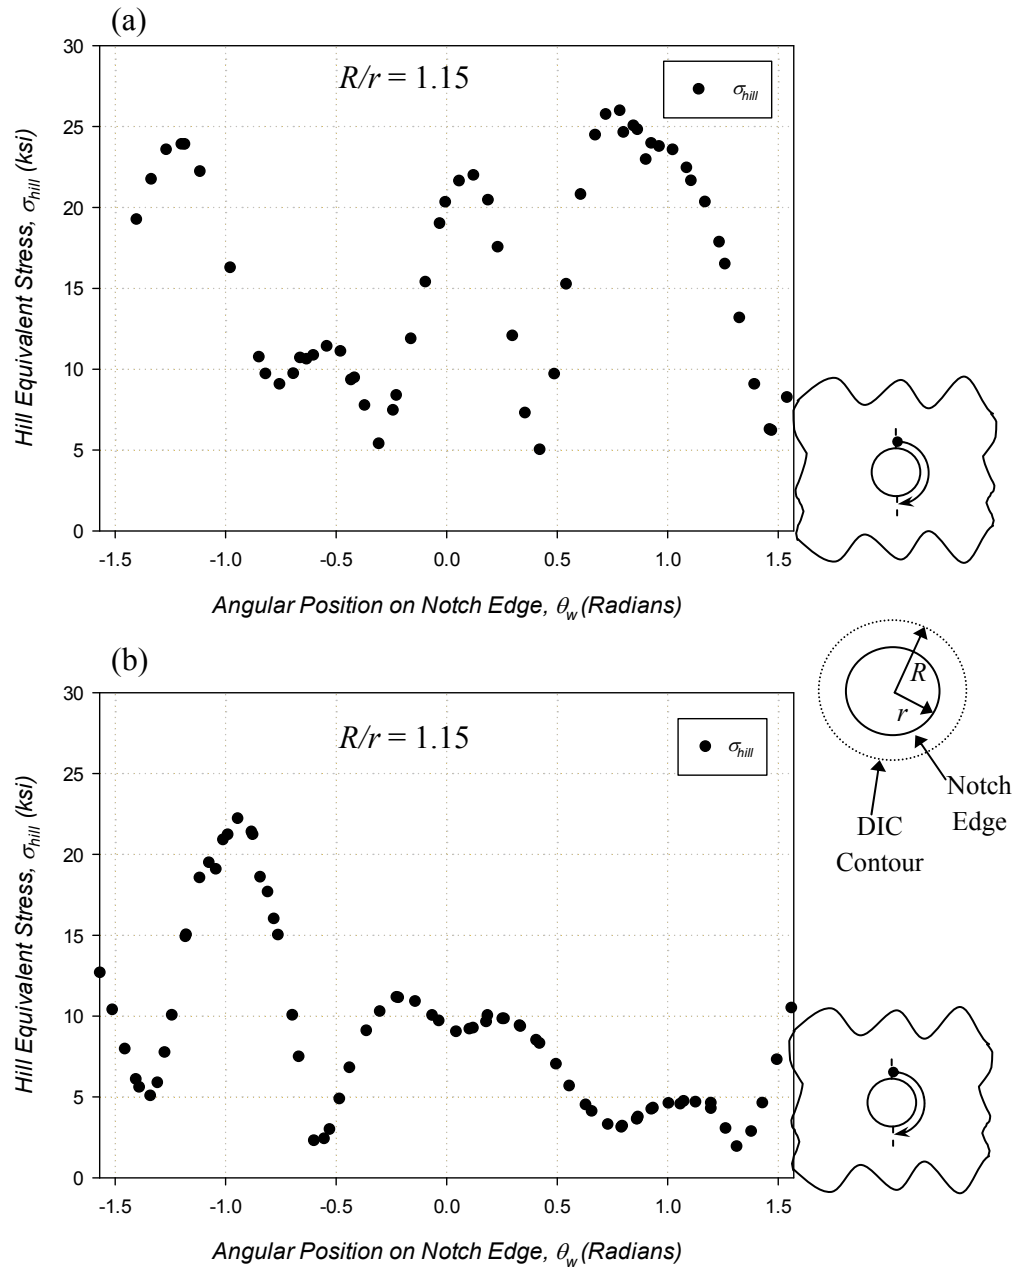 (a)
30
25
20
15
10
5
0
Hill Equivalent Stress, σhill (ksi)
R/r = 1.15
σhill
-1.5 -1.0 -0.5 0.0 0.5 1.0 1.5
Angular Position on Notch Edge, θw (Radians)
R
r
Notch
Edge
DIC
Contour
(b)
30
25
20
15
10
5
0
Hill Equivalent Stress, σhill (ksi)
R/r = 1.15
σhill
-1.5 -1.0 -0.5 0.0 0.5 1.0 1.5
Angular Position on Notch Edge, θw (Radians)